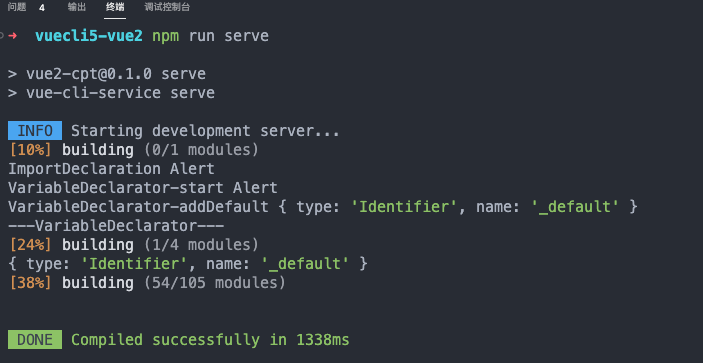 问题 4 输出 终端 调试控制台
→ vuecli5-vue2 npm run serve
> vue2-cpt@0.1.0 serve
> vue-cli-service serve
INFO Starting development server...
[10%] building (0/1 modules)
ImportDeclaration Alert
VariableDeclarator-start Alert
VariableDeclarator-addDefault { type: 'Identifier', name: '_default' }
---VariableDeclarator---
[24%] building (1/4 modules)
{ type: 'Identifier', name: '_default' }
[38%] building (54/105 modules)
DONE Compiled successfully in 1338ms